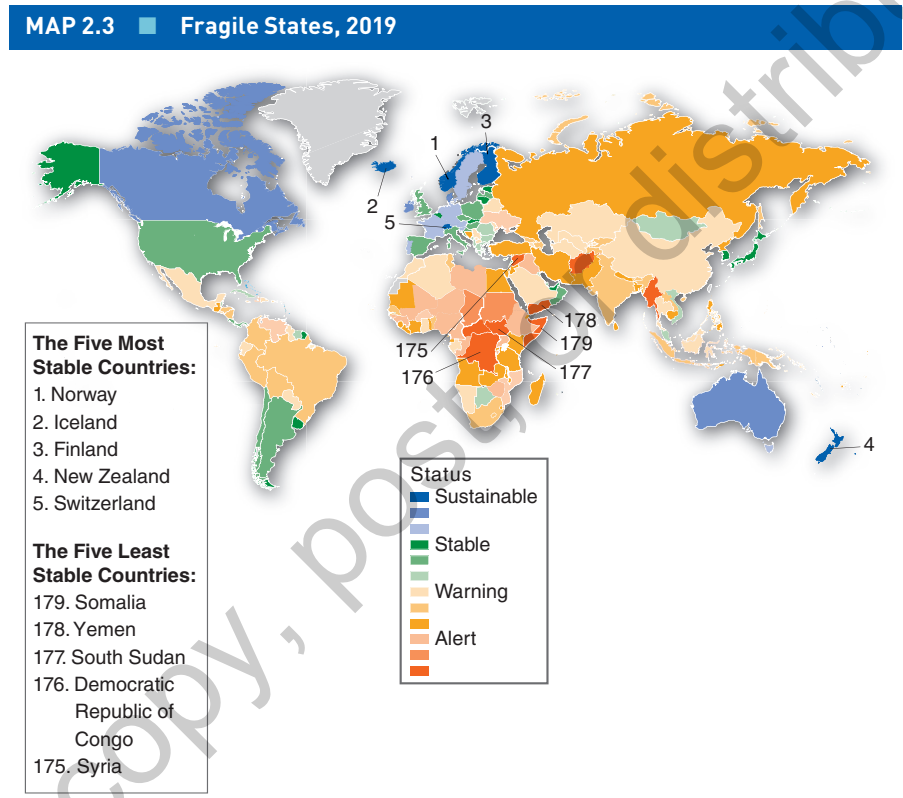 MAP 2.3 Fragile States, 2019
1
3
2
5
178
179
175
177
176
4
The Five Most
Stable Countries:
1. Norway
2. Iceland
3. Finland
4. New Zealand
5. Switzerland
The Five Least
Stable Countries:
179. Somalia
178. Yemen
177. South Sudan
176. Democratic
Republic of
Congo
175. Syria
Status
Sustainable
Stable
Warning
Alert
copy, post, or distrib